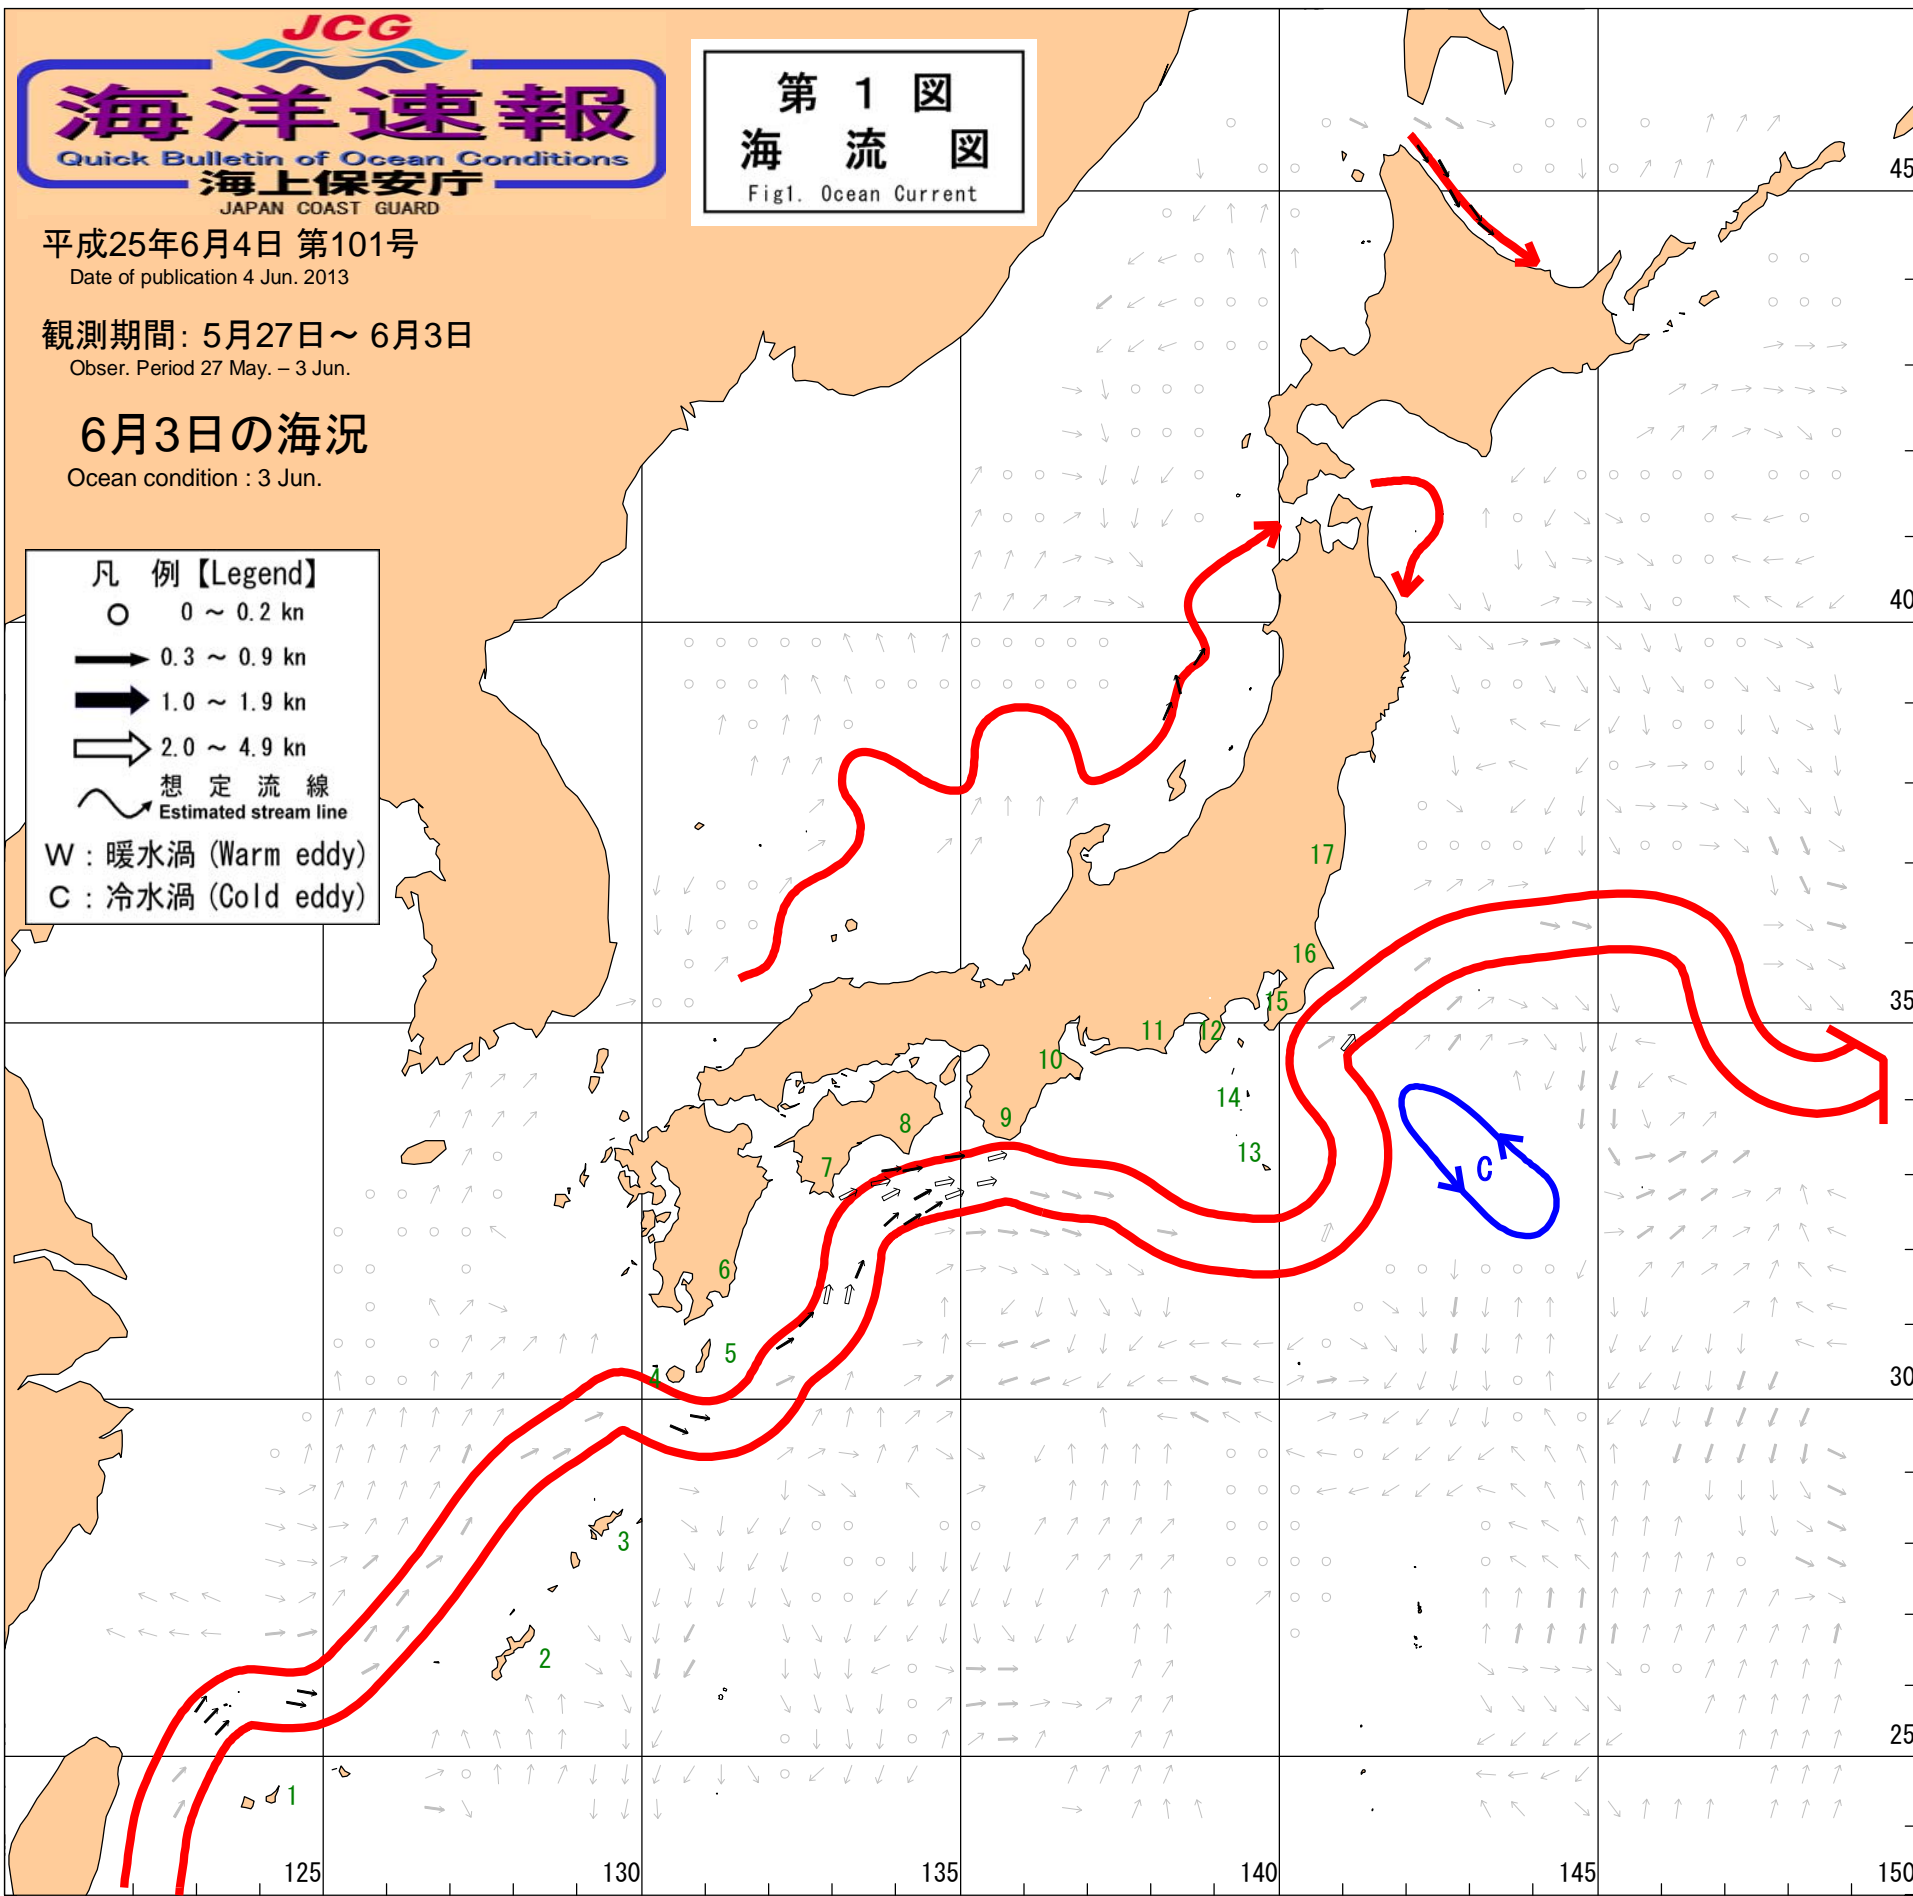 JCG
海洋速報
Quick Bulletin of Ocean Conditions
海上保安庁
JAPAN COAST GUARD
第 1 図
海 流 図
Fig1. Ocean Current
平成25年6月4日 第101号
Date of publication 4 Jun. 2013
観測期間: 5月27日~ 6月3日
Obser. Period 27 May. – 3 Jun.
6月3日の海況
Ocean condition : 3 Jun.
凡 例【Legend】
0 ~ 0.2 kn
0.3 ~ 0.9 kn
1.0 ~ 1.9 kn
2.0 ~ 4.9 kn
想 定 流 線
Estimated stream line
W : 暖水渦 (Warm eddy)
C : 冷水渦 (Cold eddy)
45
40
17
16
35
15
12
11
10
14
9
8
13
7
C
6
5
4
30
3
2
25
1
125
130
135
140
145
150